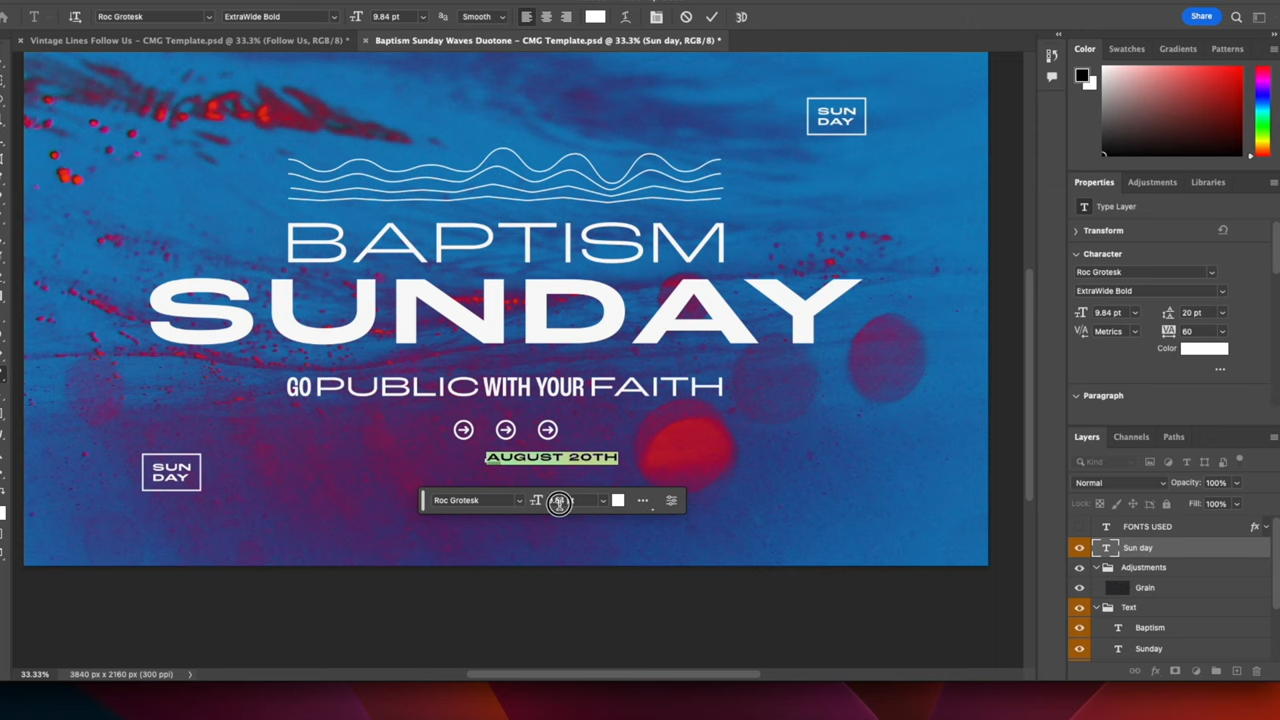 T Roc Grotesk ExtraWide Bold 9.84 pt aa Smooth 3D Share
× Vintage Lines Follow Us – CMG Template.psd @ 33.3% (Follow Us, RGB/8) *
× Baptism Sunday Waves Duotone – CMG Template.psd @ 33.3% (Sun day, RGB/8) *
Color Swatches Gradients Patterns
SUN
DAY
BAPTISM
SUNDAY
GO PUBLIC WITH YOUR FAITH
AUGUST 20TH
SUN
DAY
Roc Grotesk
Properties Adjustments Libraries
T Type Layer
Transform
Character
Roc Grotesk
ExtraWide Bold
9.84 pt 20 pt
Metrics 60
Color
Paragraph
Layers Channels Paths
Kind
Normal Opacity: 100%
Lock: Fill: 100%
T FONTS USED fx
T Sun day
Adjustments
Grain
Text
T Baptism
T Sunday
fx
33.33% 3840 px x 2160 px (300 ppi)